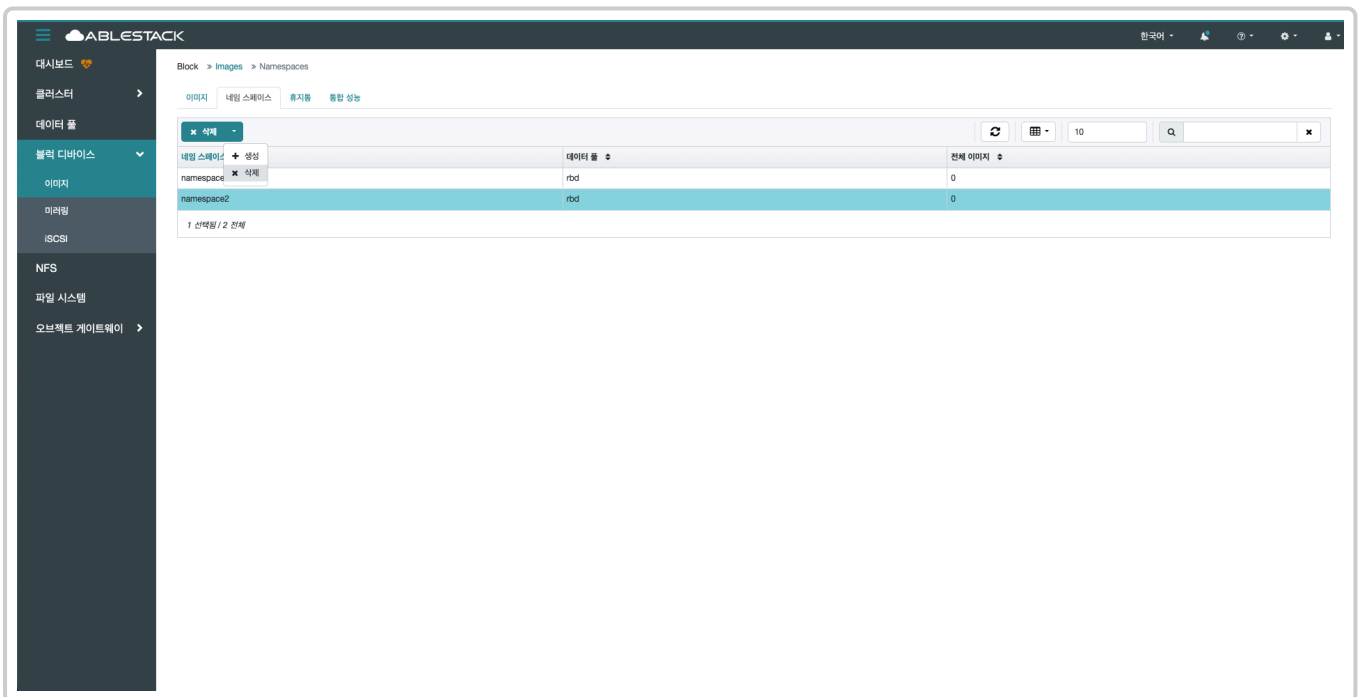 ABLESTACK
한국어
대시보드
클러스터
데이터 풀
블럭 디바이스
이미지
미러링
iSCSI
NFS
파일 시스템
오브젝트 게이트웨이
Block » Images » Namespaces
이미지 네임 스페이스 휴지통 통합 성능
삭제 10
생성
삭제
네임 스페이스 데이터 풀 전체 이미지
namespace rbd 0
namespace2 rbd 0
1 선택됨 / 2 전체